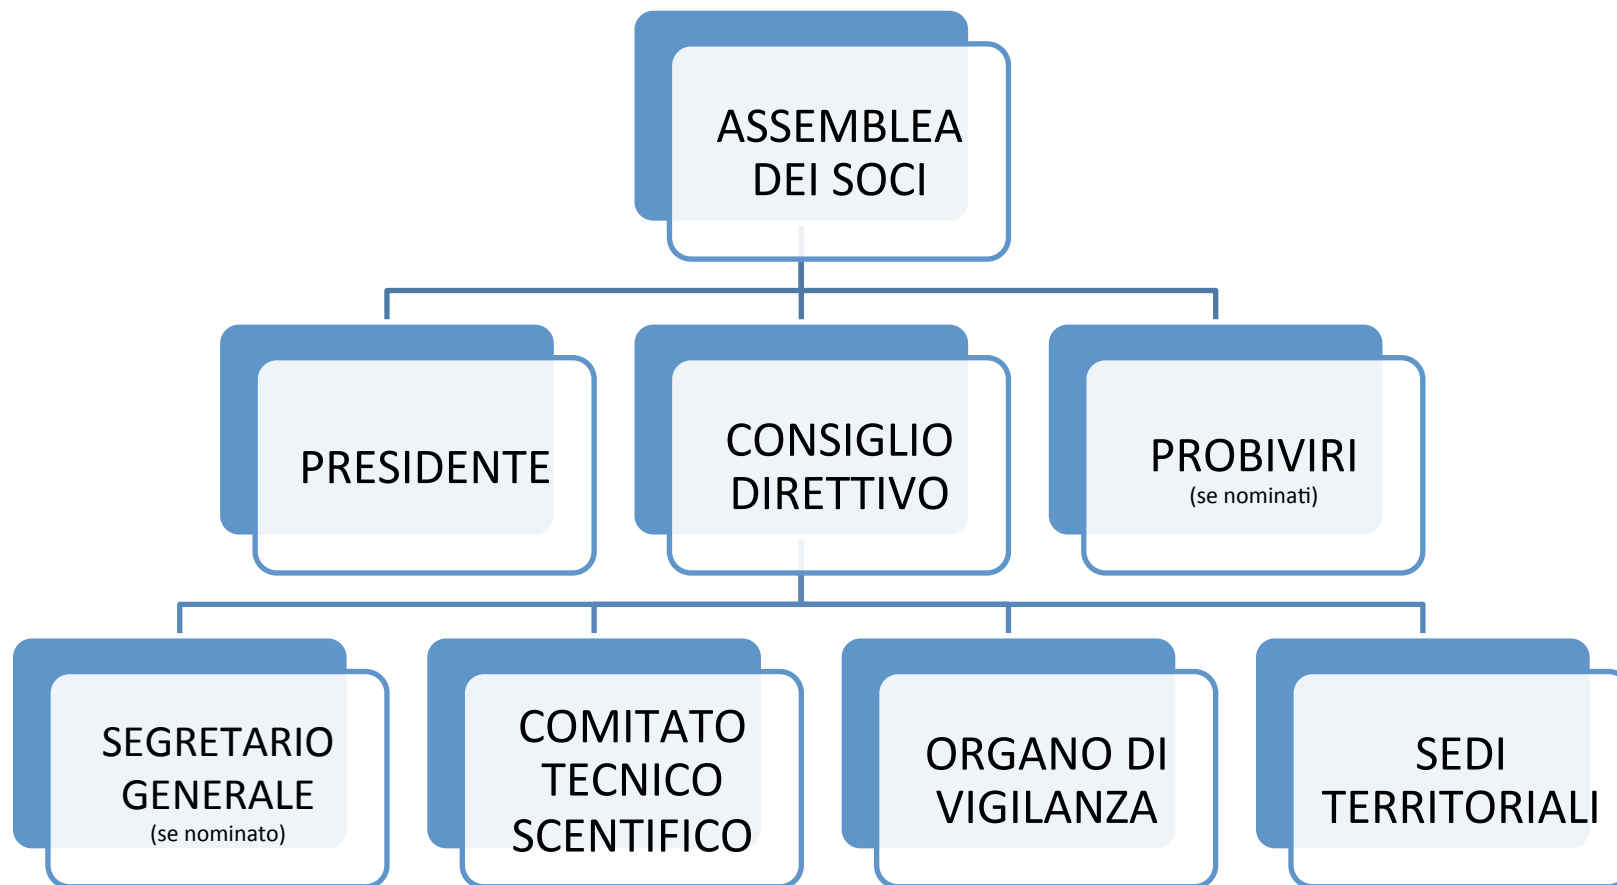 ASSEMBLEA
DEI SOCI
PRESIDENTE
CONSIGLIO
DIRETTIVO
PROBIVIRI
(se nominati)
SEGRETARIO
GENERALE
(se nominato)
COMITATO
TECNICO
SCENTIFICO
ORGANO DI
VIGILANZA
SEDI
TERRITORIALI